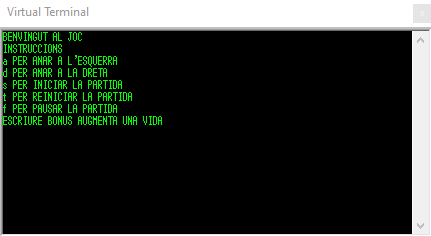 Virtual Terminal
BENVINGUT AL JOC
INSTRUCCIONS
a PER ANAR A L'ESQUERRA
d PER ANAR A LA DRETA
s PER INICIAR LA PARTIDA
t PER REINICIAR LA PARTIDA
f PER PAUSAR LA PARTIDA
ESCRIURE BONUS AUGMENTA UNA VIDA